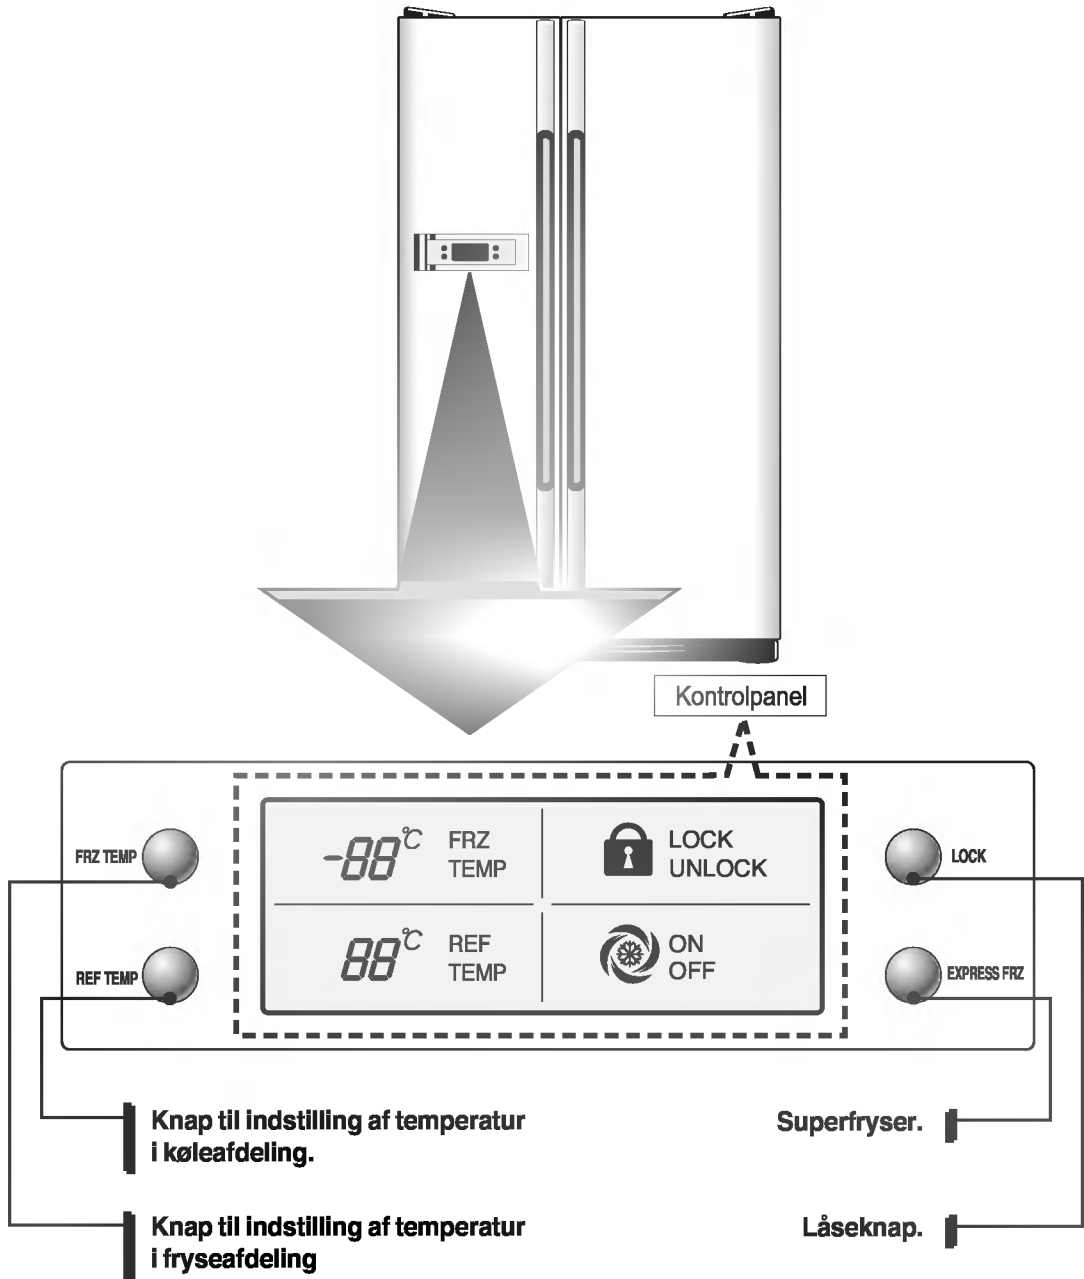 Kontrolpanel
FRZ TEMP
-88°C FRZ TEMP
LOCK
UNLOCK
LOCK
REF TEMP
88°C REF TEMP
ON
OFF
EXPRESS FRZ
Knap til indstilling af temperatur
i køleafdeling.
Superfryser.
Knap til indstilling af temperatur
i fryseafdeling
Låseknap.